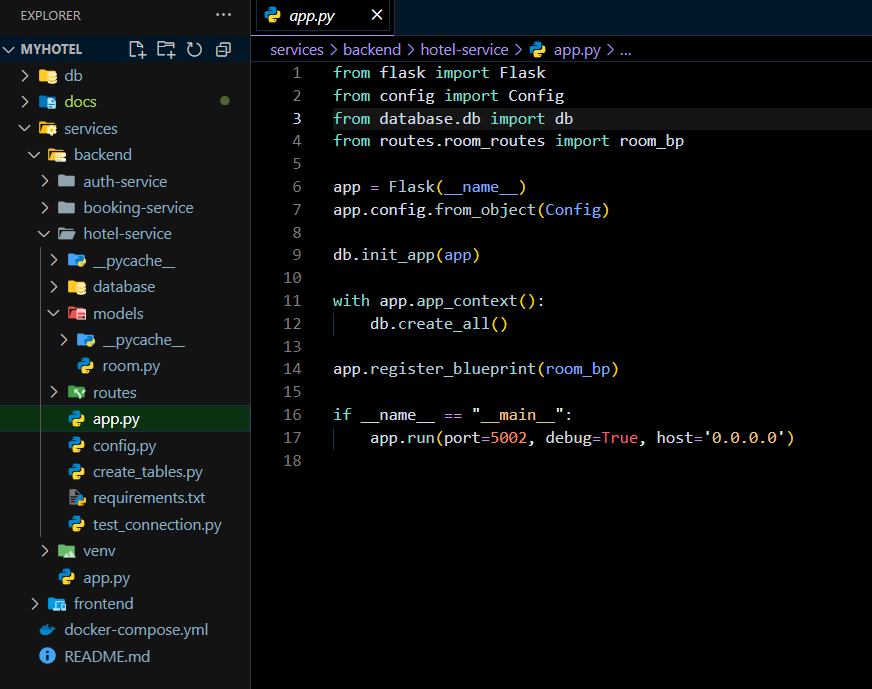 EXPLORER ...
MYHOTEL
db
docs
services
backend
auth-service
booking-service
hotel-service
__pycache__
database
models
__pycache__
room.py
routes
app.py
config.py
create_tables.py
requirements.txt
test_connection.py
venv
app.py
frontend
docker-compose.yml
README.md
app.py
services > backend > hotel-service > app.py > ...
1 from flask import Flask
2 from config import Config
3 from database.db import db
4 from routes.room_routes import room_bp
5
6 app = Flask(__name__)
7 app.config.from_object(Config)
8
9 db.init_app(app)
10
11 with app.app_context():
12     db.create_all()
13
14 app.register_blueprint(room_bp)
15
16 if __name__ == "__main__":
17     app.run(port=5002, debug=True, host='0.0.0.0')
18